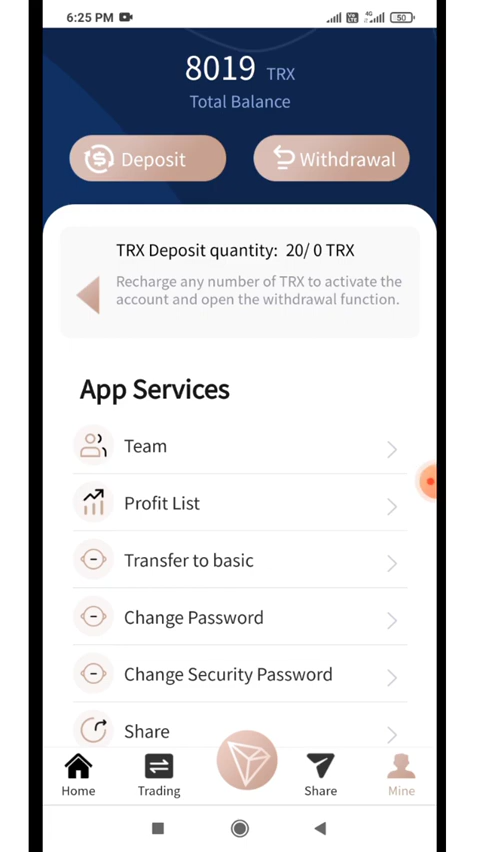 6:25 PM
4G
50
8019 TRX
Total Balance
Deposit
Withdrawal
TRX Deposit quantity: 20/ 0 TRX
Recharge any number of TRX to activate the
account and open the withdrawal function.
App Services
Team
Profit List
Transfer to basic
Change Password
Change Security Password
Share
Home
Trading
Share
Mine